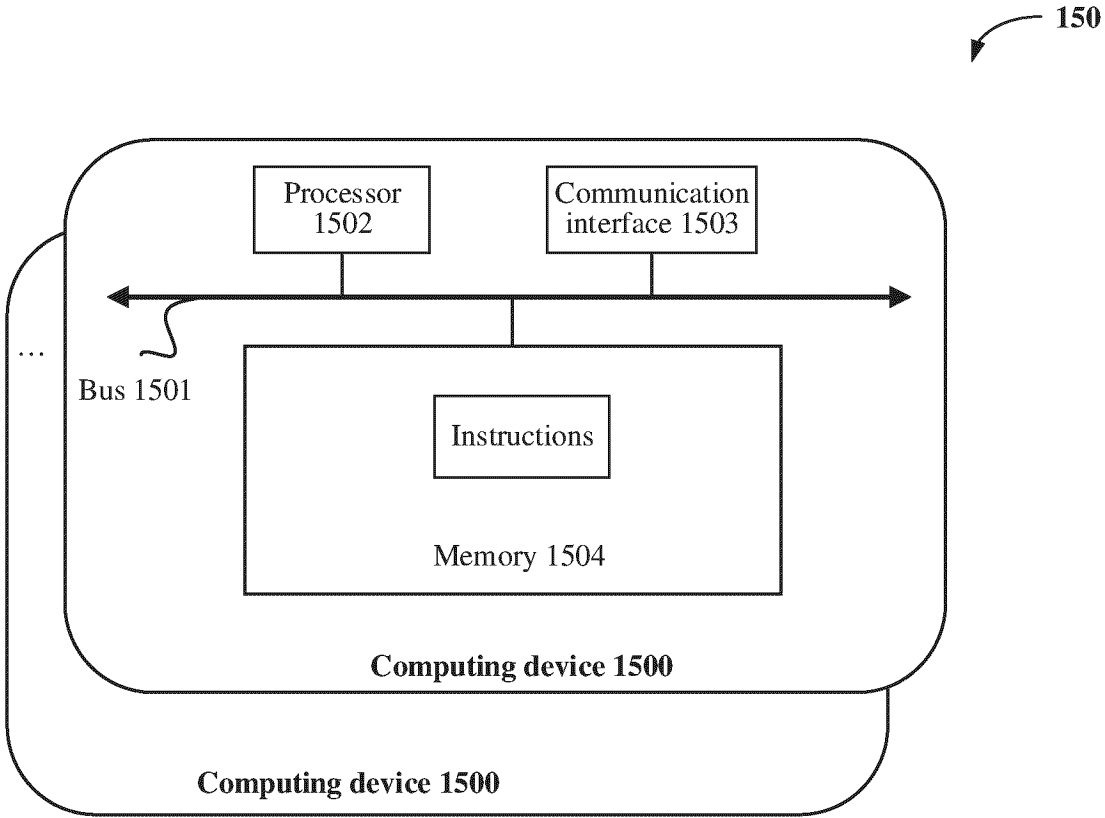 150
Processor
1502
Communication
interface 1503
...
Bus 1501
Instructions
Memory 1504
Computing device 1500
Computing device 1500